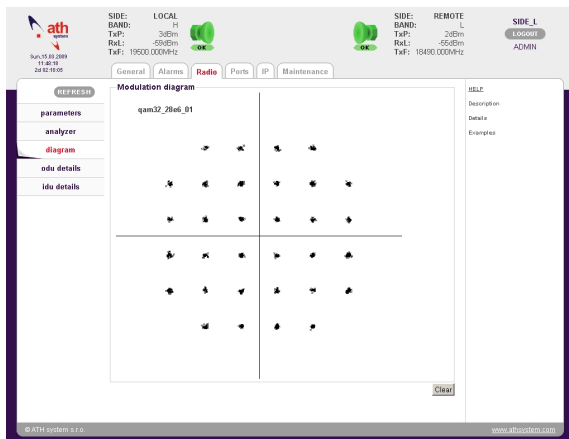 ath
system
Sun,15.03.2009
11:48:18
2d 02:18:05
SIDE: LOCAL
BAND: H
TxP: 3dBm
RxL: -59dBm
TxF: 19500.000MHz
OK
OK
SIDE: REMOTE
BAND: L
TxP: 2dBm
RxL: -55dBm
TxF: 18490.000MHz
SIDE_L
LOGOUT
ADMIN
General Alarms Radio Ports IP Maintenance
REFRESH
parameters
analyzer
diagram
odu details
idu details
Modulation diagram
qam32_28e6_01
Clear
HELP
Description
Details
Examples
© ATH system s.r.o.
www.athsystem.com